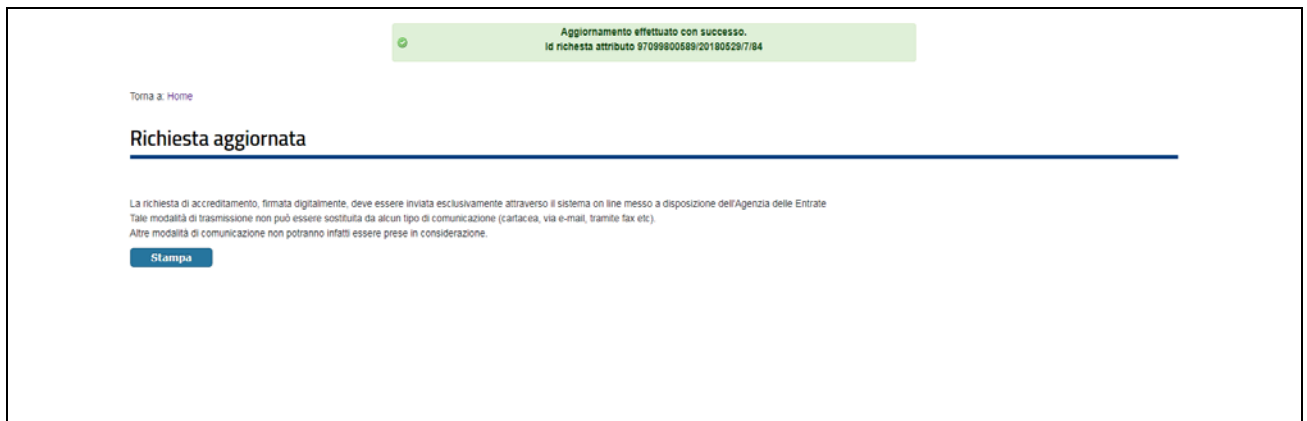 Aggiornamento effettuato con successo.
Id richesta attributo 97099800589/20180529/7/84
Torna a: Home
Richiesta aggiornata
La richiesta di accreditamento, firmata digitalmente, deve essere inviata esclusivamente attraverso il sistema on line messo a disposizione dell'Agenzia delle Entrate
Tale modalità di trasmissione non può essere sostituita da alcun tipo di comunicazione (cartacea, via e-mail, tramite fax etc).
Altre modalità di comunicazione non potranno infatti essere prese in considerazione.
Stampa